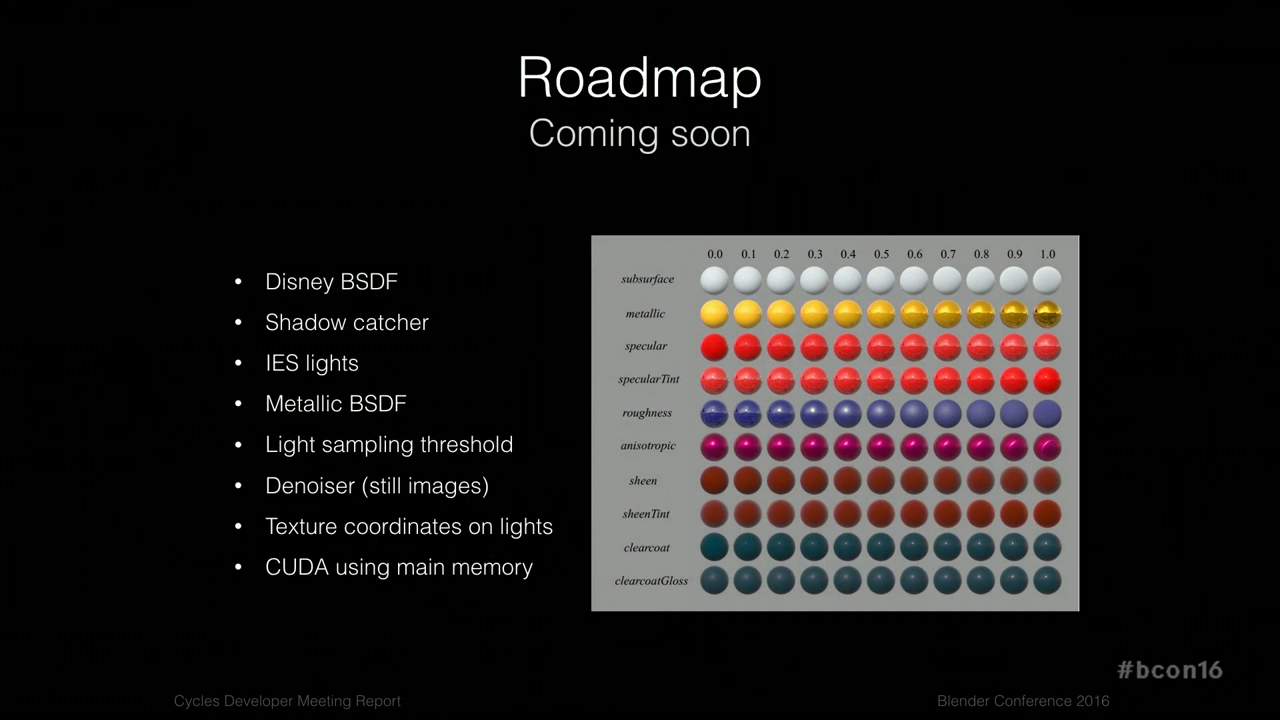 Roadmap
Coming soon
• Disney BSDF
• Shadow catcher
• IES lights
• Metallic BSDF
• Light sampling threshold
• Denoiser (still images)
• Texture coordinates on lights
• CUDA using main memory
0.0 0.1 0.2 0.3 0.4 0.5 0.6 0.7 0.8 0.9 1.0
subsurface
metallic
specular
specularTint
roughness
anisotropic
sheen
sheenTint
clearcoat
clearcoatGloss
#bcon16
Cycles Developer Meeting Report
Blender Conference 2016